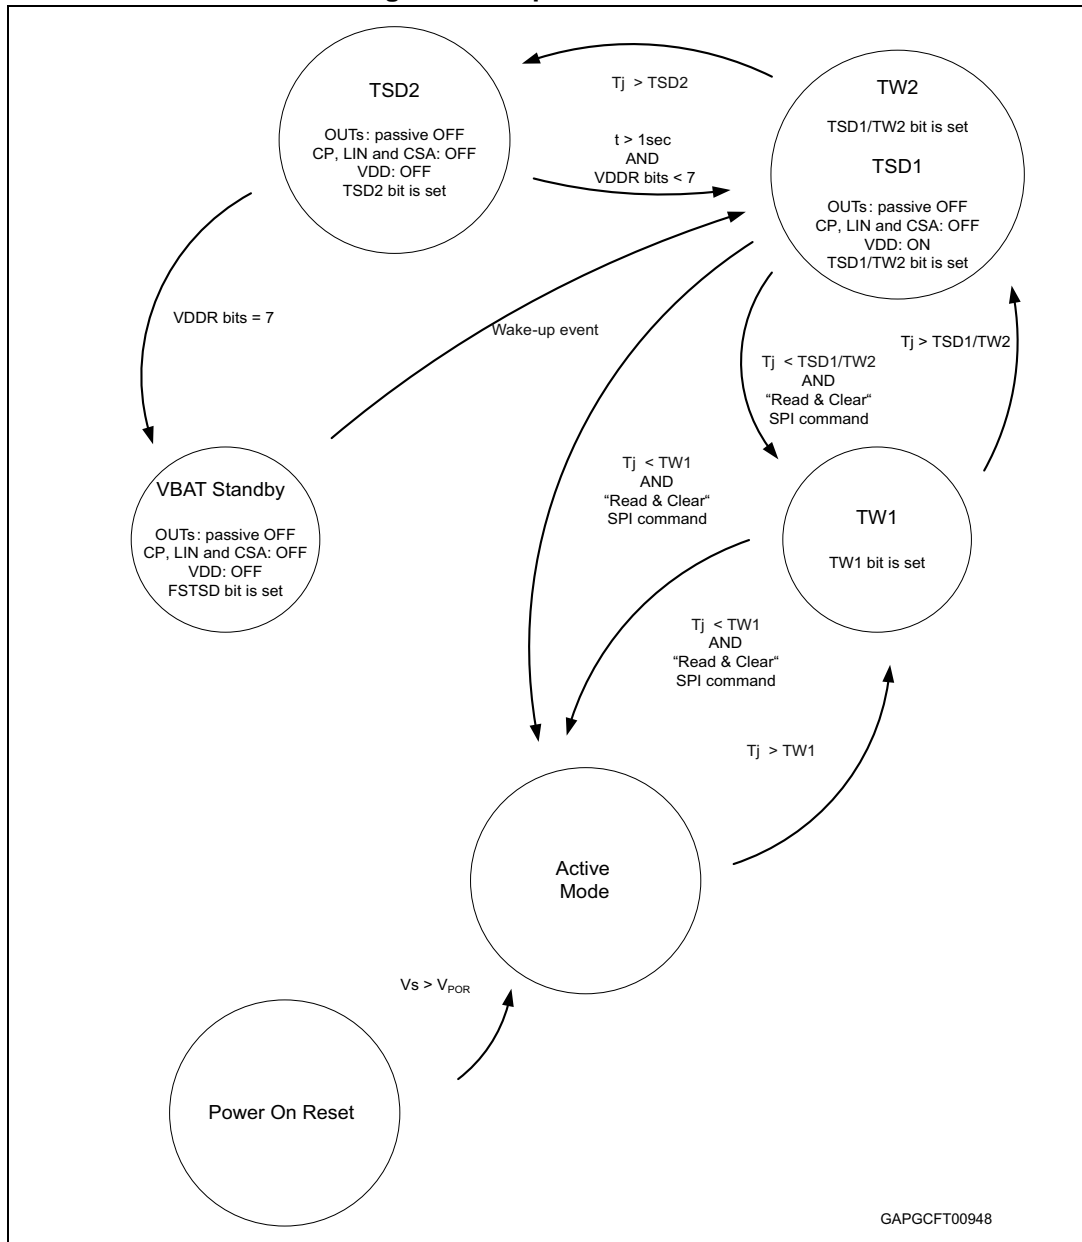 Tj > TSD2
TSD2
OUTs: passive OFF
CP, LIN and CSA: OFF
VDD: OFF
TSD2 bit is set
t > 1sec
AND
VDDR bits < 7
TW2
TSD1/TW2 bit is set
TSD1
OUTs: passive OFF
CP, LIN and CSA: OFF
VDD: ON
TSD1/TW2 bit is set
VDDR bits = 7
Wake-up event
Tj < TSD1/TW2
AND
“Read & Clear“
SPI command
Tj > TSD1/TW2
VBAT Standby
OUTs: passive OFF
CP, LIN and CSA: OFF
VDD: OFF
FSTSD bit is set
Tj < TW1
AND
“Read & Clear“
SPI command
TW1
TW1 bit is set
Tj < TW1
AND
“Read & Clear“
SPI command
Tj > TW1
Active
Mode
Vs > VPOR
Power On Reset
GAPGCFT00948